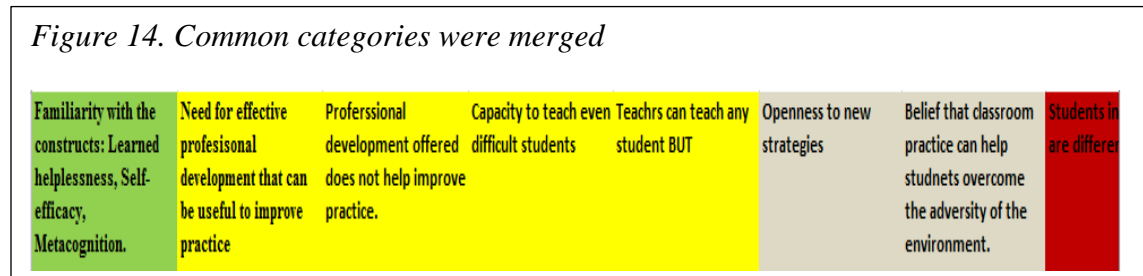 Figure 14. Common categories were merged
Familiarity with the
constructs: Learned
helplessness, Self-
efficacy,
Metacognition.
Need for effective
profesisonal
development that can
be useful to improve
practice
Proferssional
development offered
does not help improve
practice.
Capacity to teach even
difficult students
Teachrs can teach any
student BUT
Openness to new
strategies
Belief that classroom
practice can help
studnets overcome
the adversity of the
environment.
Students in
are